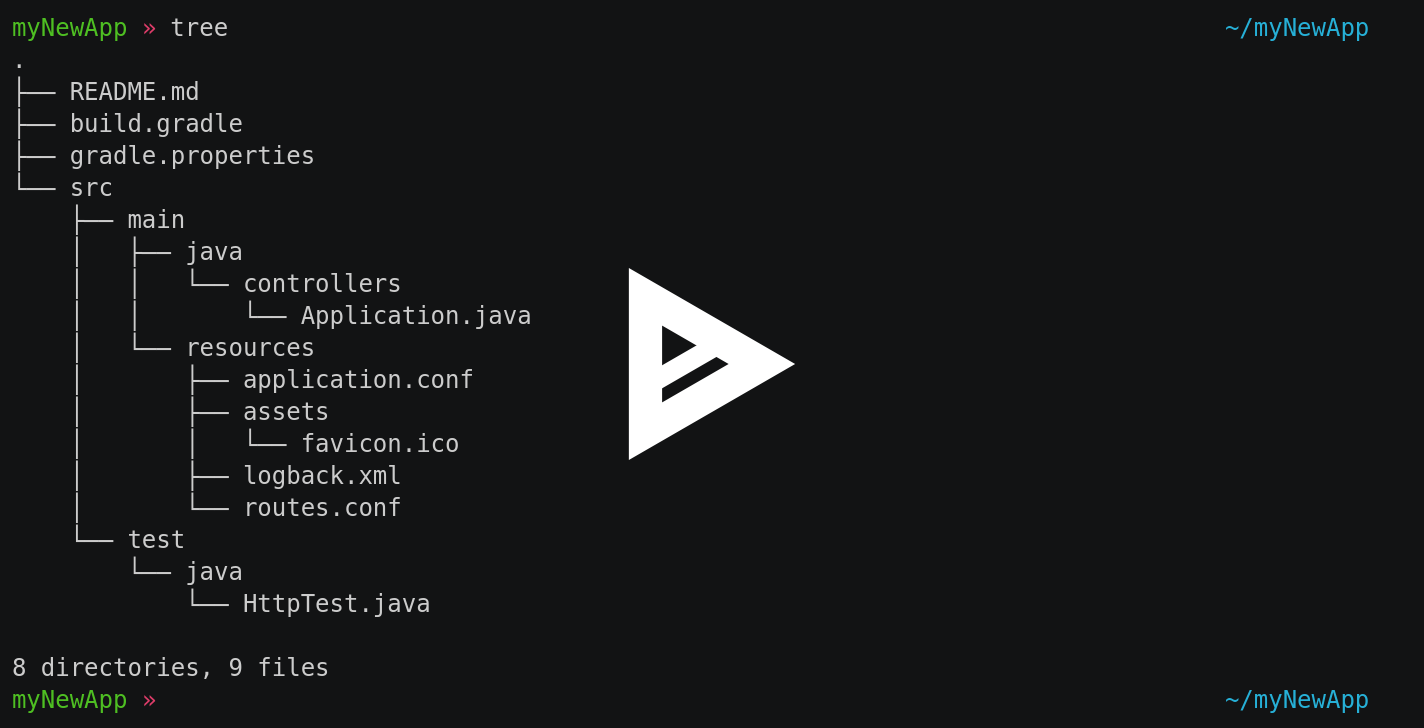 myNewApp » tree ~/myNewApp
.
├── README.md
├── build.gradle
├── gradle.properties
└── src
    ├── main
    │   ├── java
    │   │   └── controllers
    │   │       └── Application.java
    │   └── resources
    │       ├── application.conf
    │       ├── assets
    │       │   └── favicon.ico
    │       ├── logback.xml
    │       └── routes.conf
    └── test
        └── java
            └── HttpTest.java

8 directories, 9 files
myNewApp » ~/myNewApp